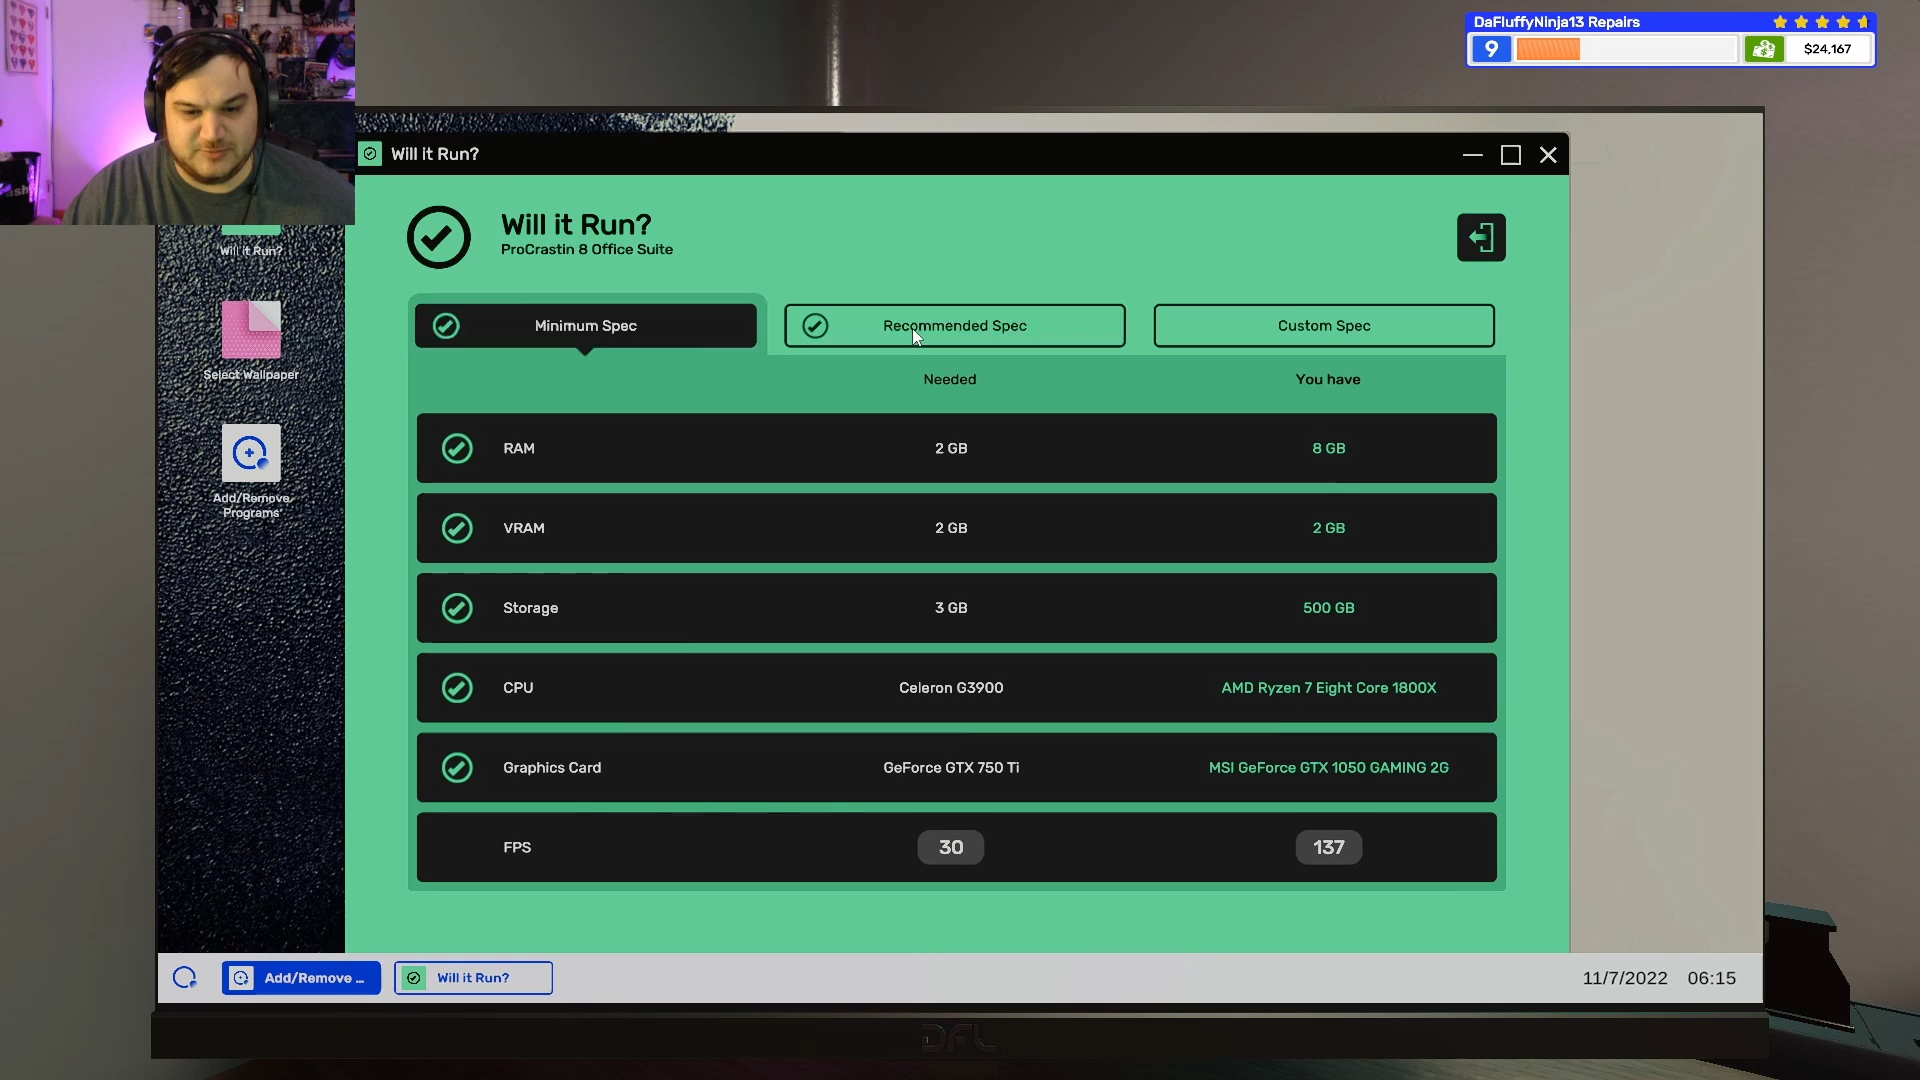 DaFluffyNinja13 Repairs
9
$24,167
Will it Run?
Will it Run?
ProCrastin 8 Office Suite
Will it Run?
Select Wallpaper
Add/Remove
Programs
Minimum Spec
Recommended Spec
Custom Spec
Needed
You have
RAM
2 GB
8 GB
VRAM
2 GB
2 GB
Storage
3 GB
500 GB
CPU
Celeron G3900
AMD Ryzen 7 Eight Core 1800X
Graphics Card
GeForce GTX 750 Ti
MSI GeForce GTX 1050 GAMING 2G
FPS
30
137
Add/Remove ...
Will it Run?
11/7/2022
06:15
DFL